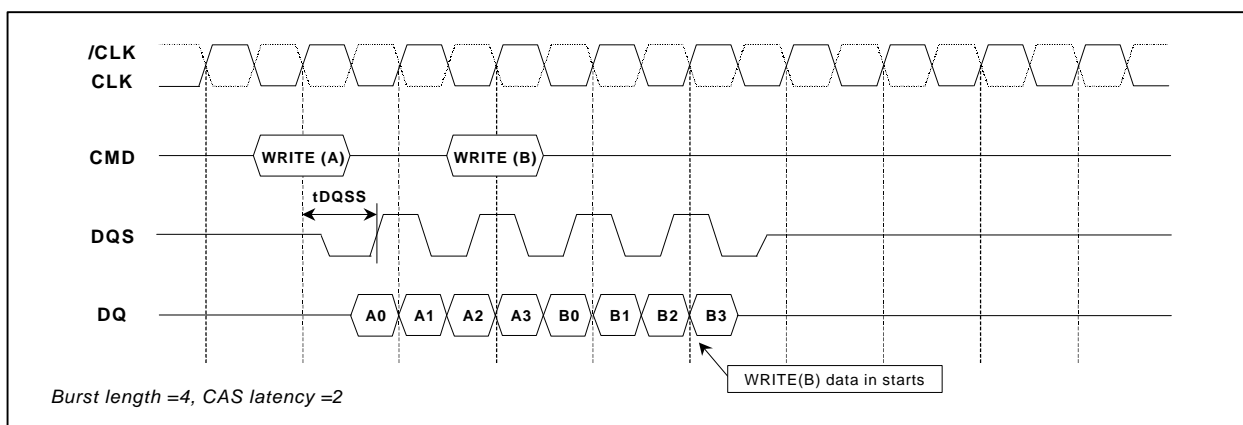 /CLK
CLK
CMD
WRITE (A)
WRITE (B)
tDQSS
DQS
DQ
A0 A1 A2 A3 B0 B1 B2 B3
WRITE(B) data in starts
Burst length =4, CAS latency =2